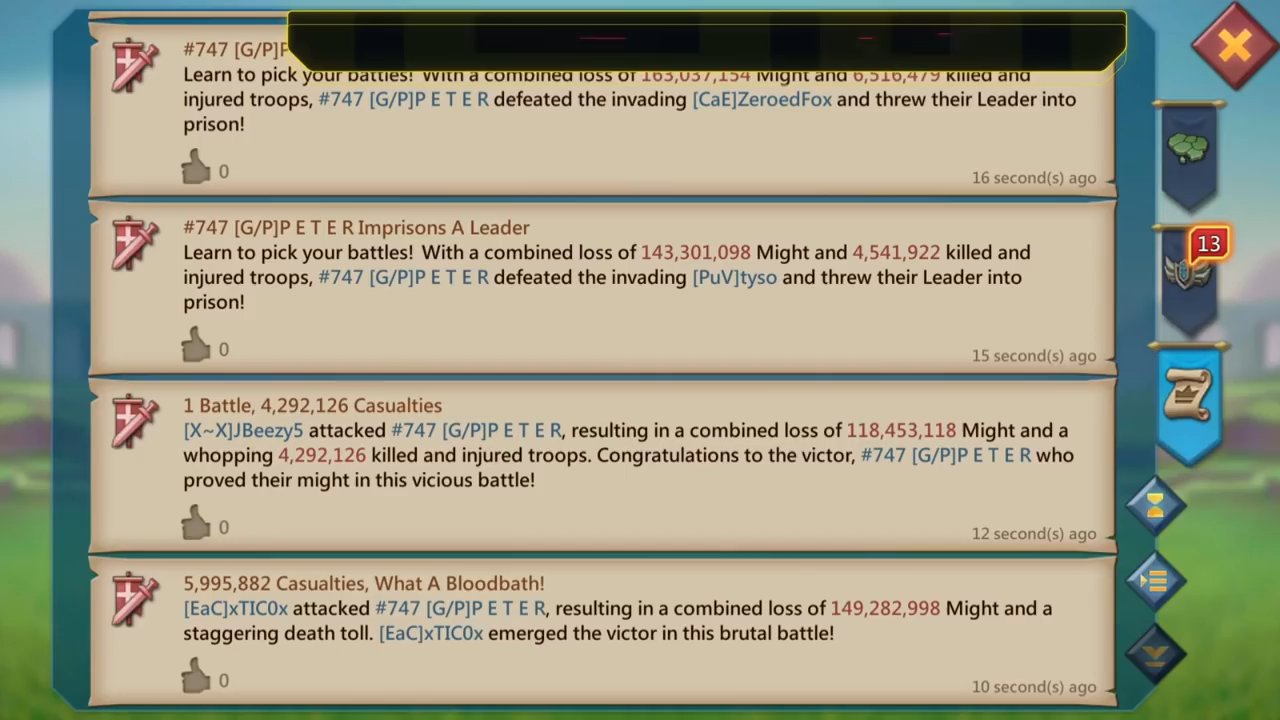 #747 [G/P]P
Learn to pick your battles! With a combined loss of 163,037,154 Might and 6,516,479 killed and
injured troops, #747 [G/P]P E T E R defeated the invading [CaE]ZeroedFox and threw their Leader into
prison!
0
16 second(s) ago
#747 [G/P]P E T E R Imprisons A Leader
Learn to pick your battles! With a combined loss of 143,301,098 Might and 4,541,922 killed and
injured troops, #747 [G/P]P E T E R defeated the invading [PuV]tyso and threw their Leader into
prison!
0
15 second(s) ago
13
1 Battle, 4,292,126 Casualties
[X~X]JBeezy5 attacked #747 [G/P]P E T E R, resulting in a combined loss of 118,453,118 Might and a
whopping 4,292,126 killed and injured troops. Congratulations to the victor, #747 [G/P]P E T E R who
proved their might in this vicious battle!
0
12 second(s) ago
5,995,882 Casualties, What A Bloodbath!
[EaC]xTIC0x attacked #747 [G/P]P E T E R, resulting in a combined loss of 149,282,998 Might and a
staggering death toll. [EaC]xTIC0x emerged the victor in this brutal battle!
0
10 second(s) ago